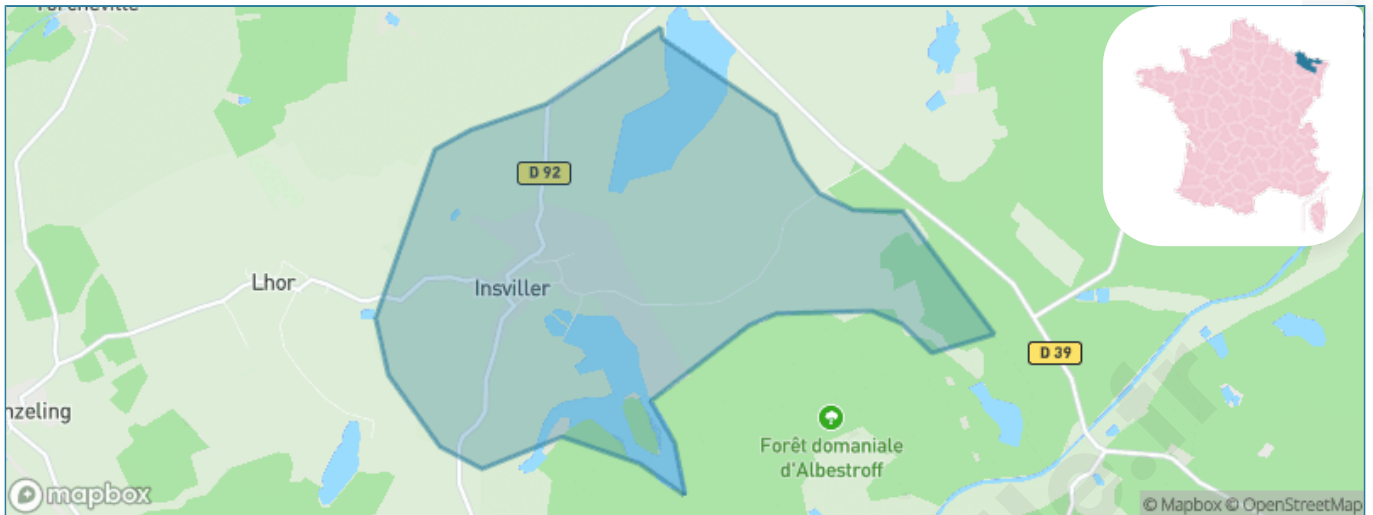 D 92
Lhor
Insviller
D 39
nzeling
Forêt domaniale
d'Albestroff
mapbox
© Mapbox © OpenStreetMap